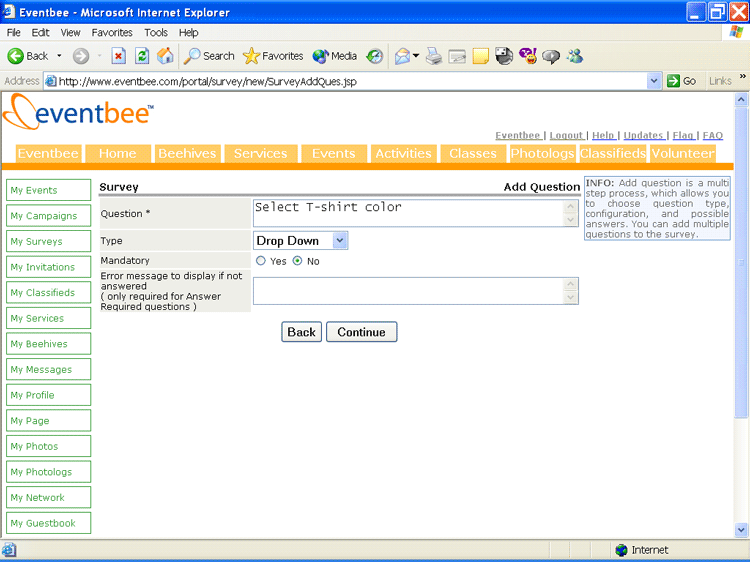 Eventbee - Microsoft Internet Explorer
File Edit View Favorites Tools Help
Back Search Favorites Media
Address http://www.eventbee.com/portal/survey/new/SurveyAddQues.jsp Go Links »
eventbee™
Eventbee | Logout | Help | Updates | Flag | FAQ
Eventbee Home Beehives Services Events Activities Classes Photologs Classifieds Volunteer
My Events
My Campaigns
My Surveys
My Invitations
My Classifieds
My Services
My Beehives
My Messages
My Profile
My Page
My Photos
My Photologs
My Network
My Guestbook
Survey Add Question
Question * Select T-shirt color
Type Drop Down
Mandatory Yes No
Error message to display if not
answered
( only required for Answer
Required questions )
Back Continue
INFO: Add question is a multi
step process, which allows you
to choose question type,
configuration, and possible
answers. You can add multiple
questions to the survey.
Internet